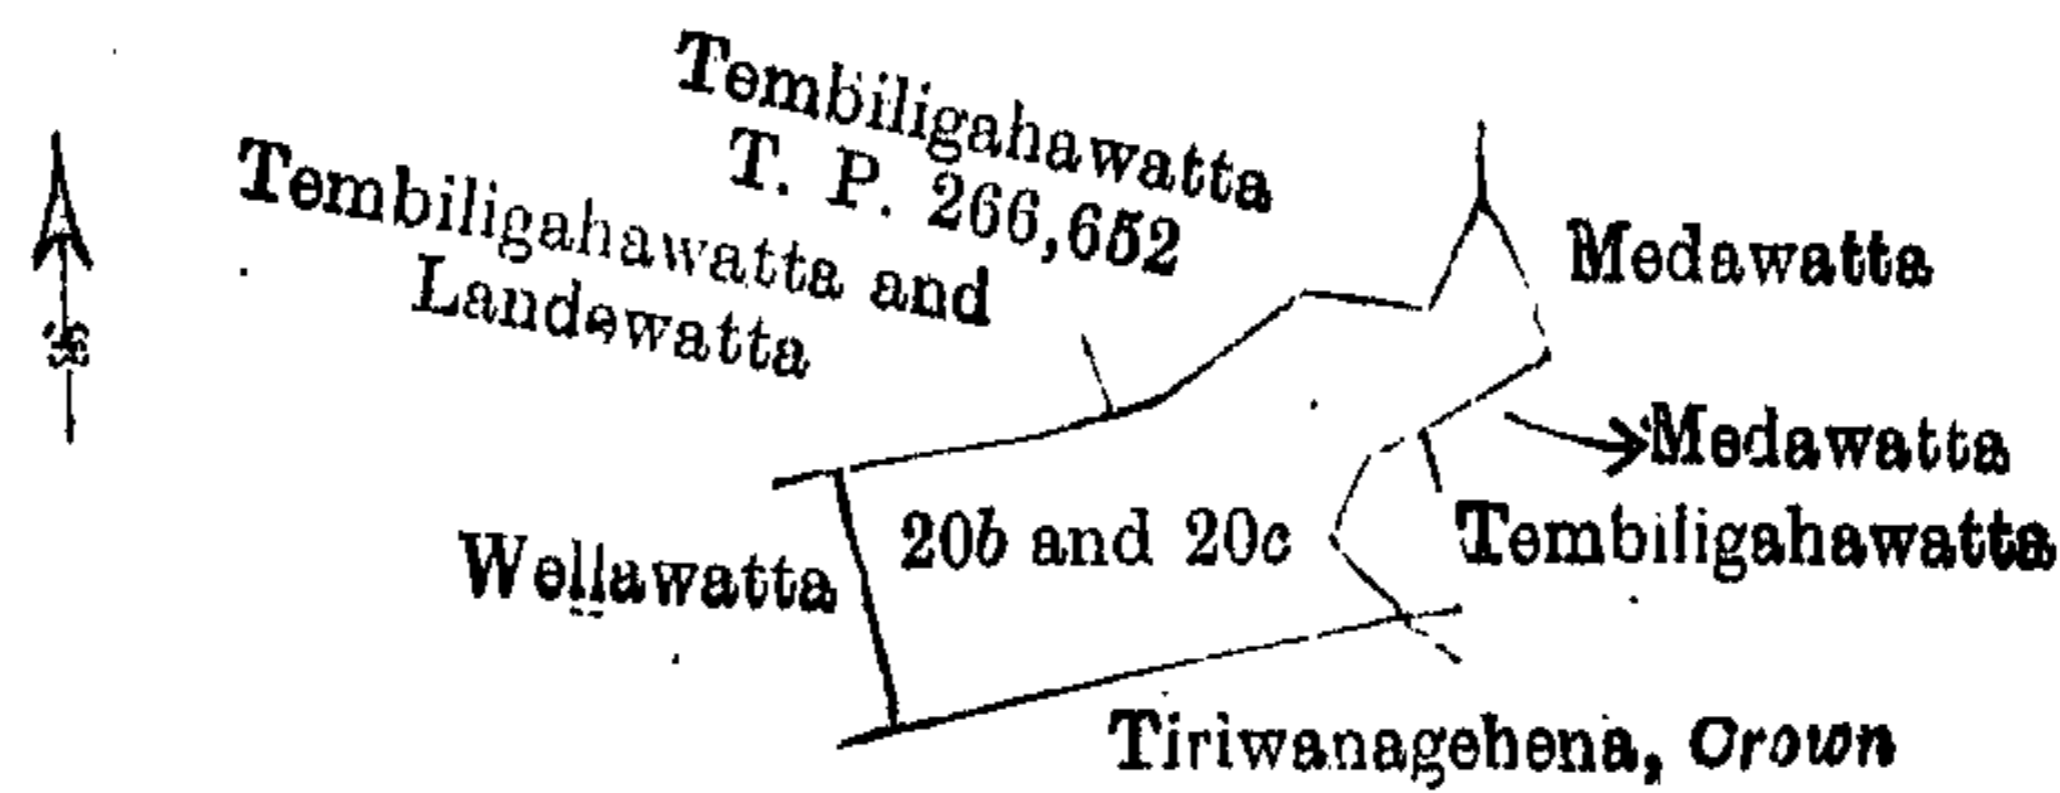 Tembiligahawatta
T. P. 266,652
Tembiligahawatta and
Landewatta
Medawatta
Medawatta
Tembiligahawatta
Wellawatta
20b and 20c
Tiriwanagehena, Crown